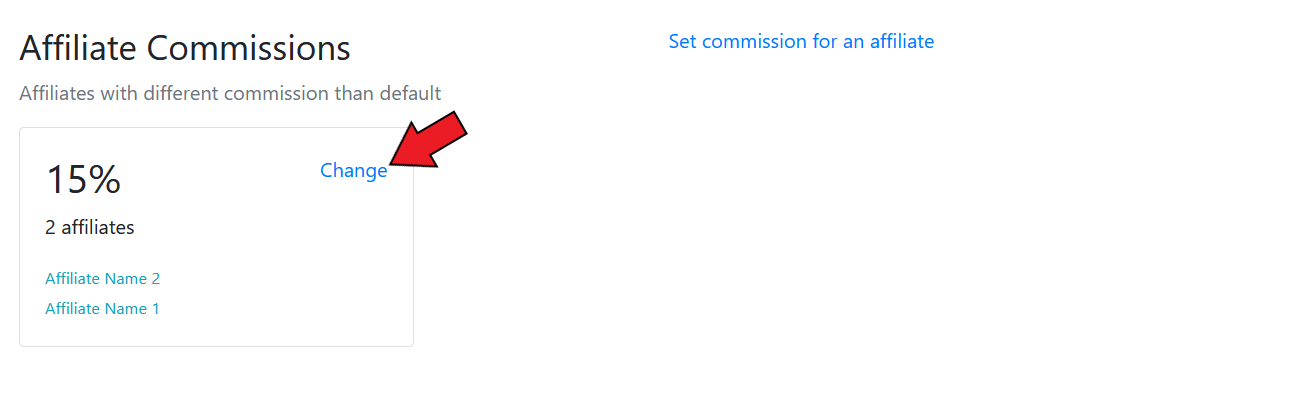 Affiliate Commissions
Set commission for an affiliate
Affiliates with different commission than default
15%
Change
2 affiliates
Affiliate Name 2
Affiliate Name 1